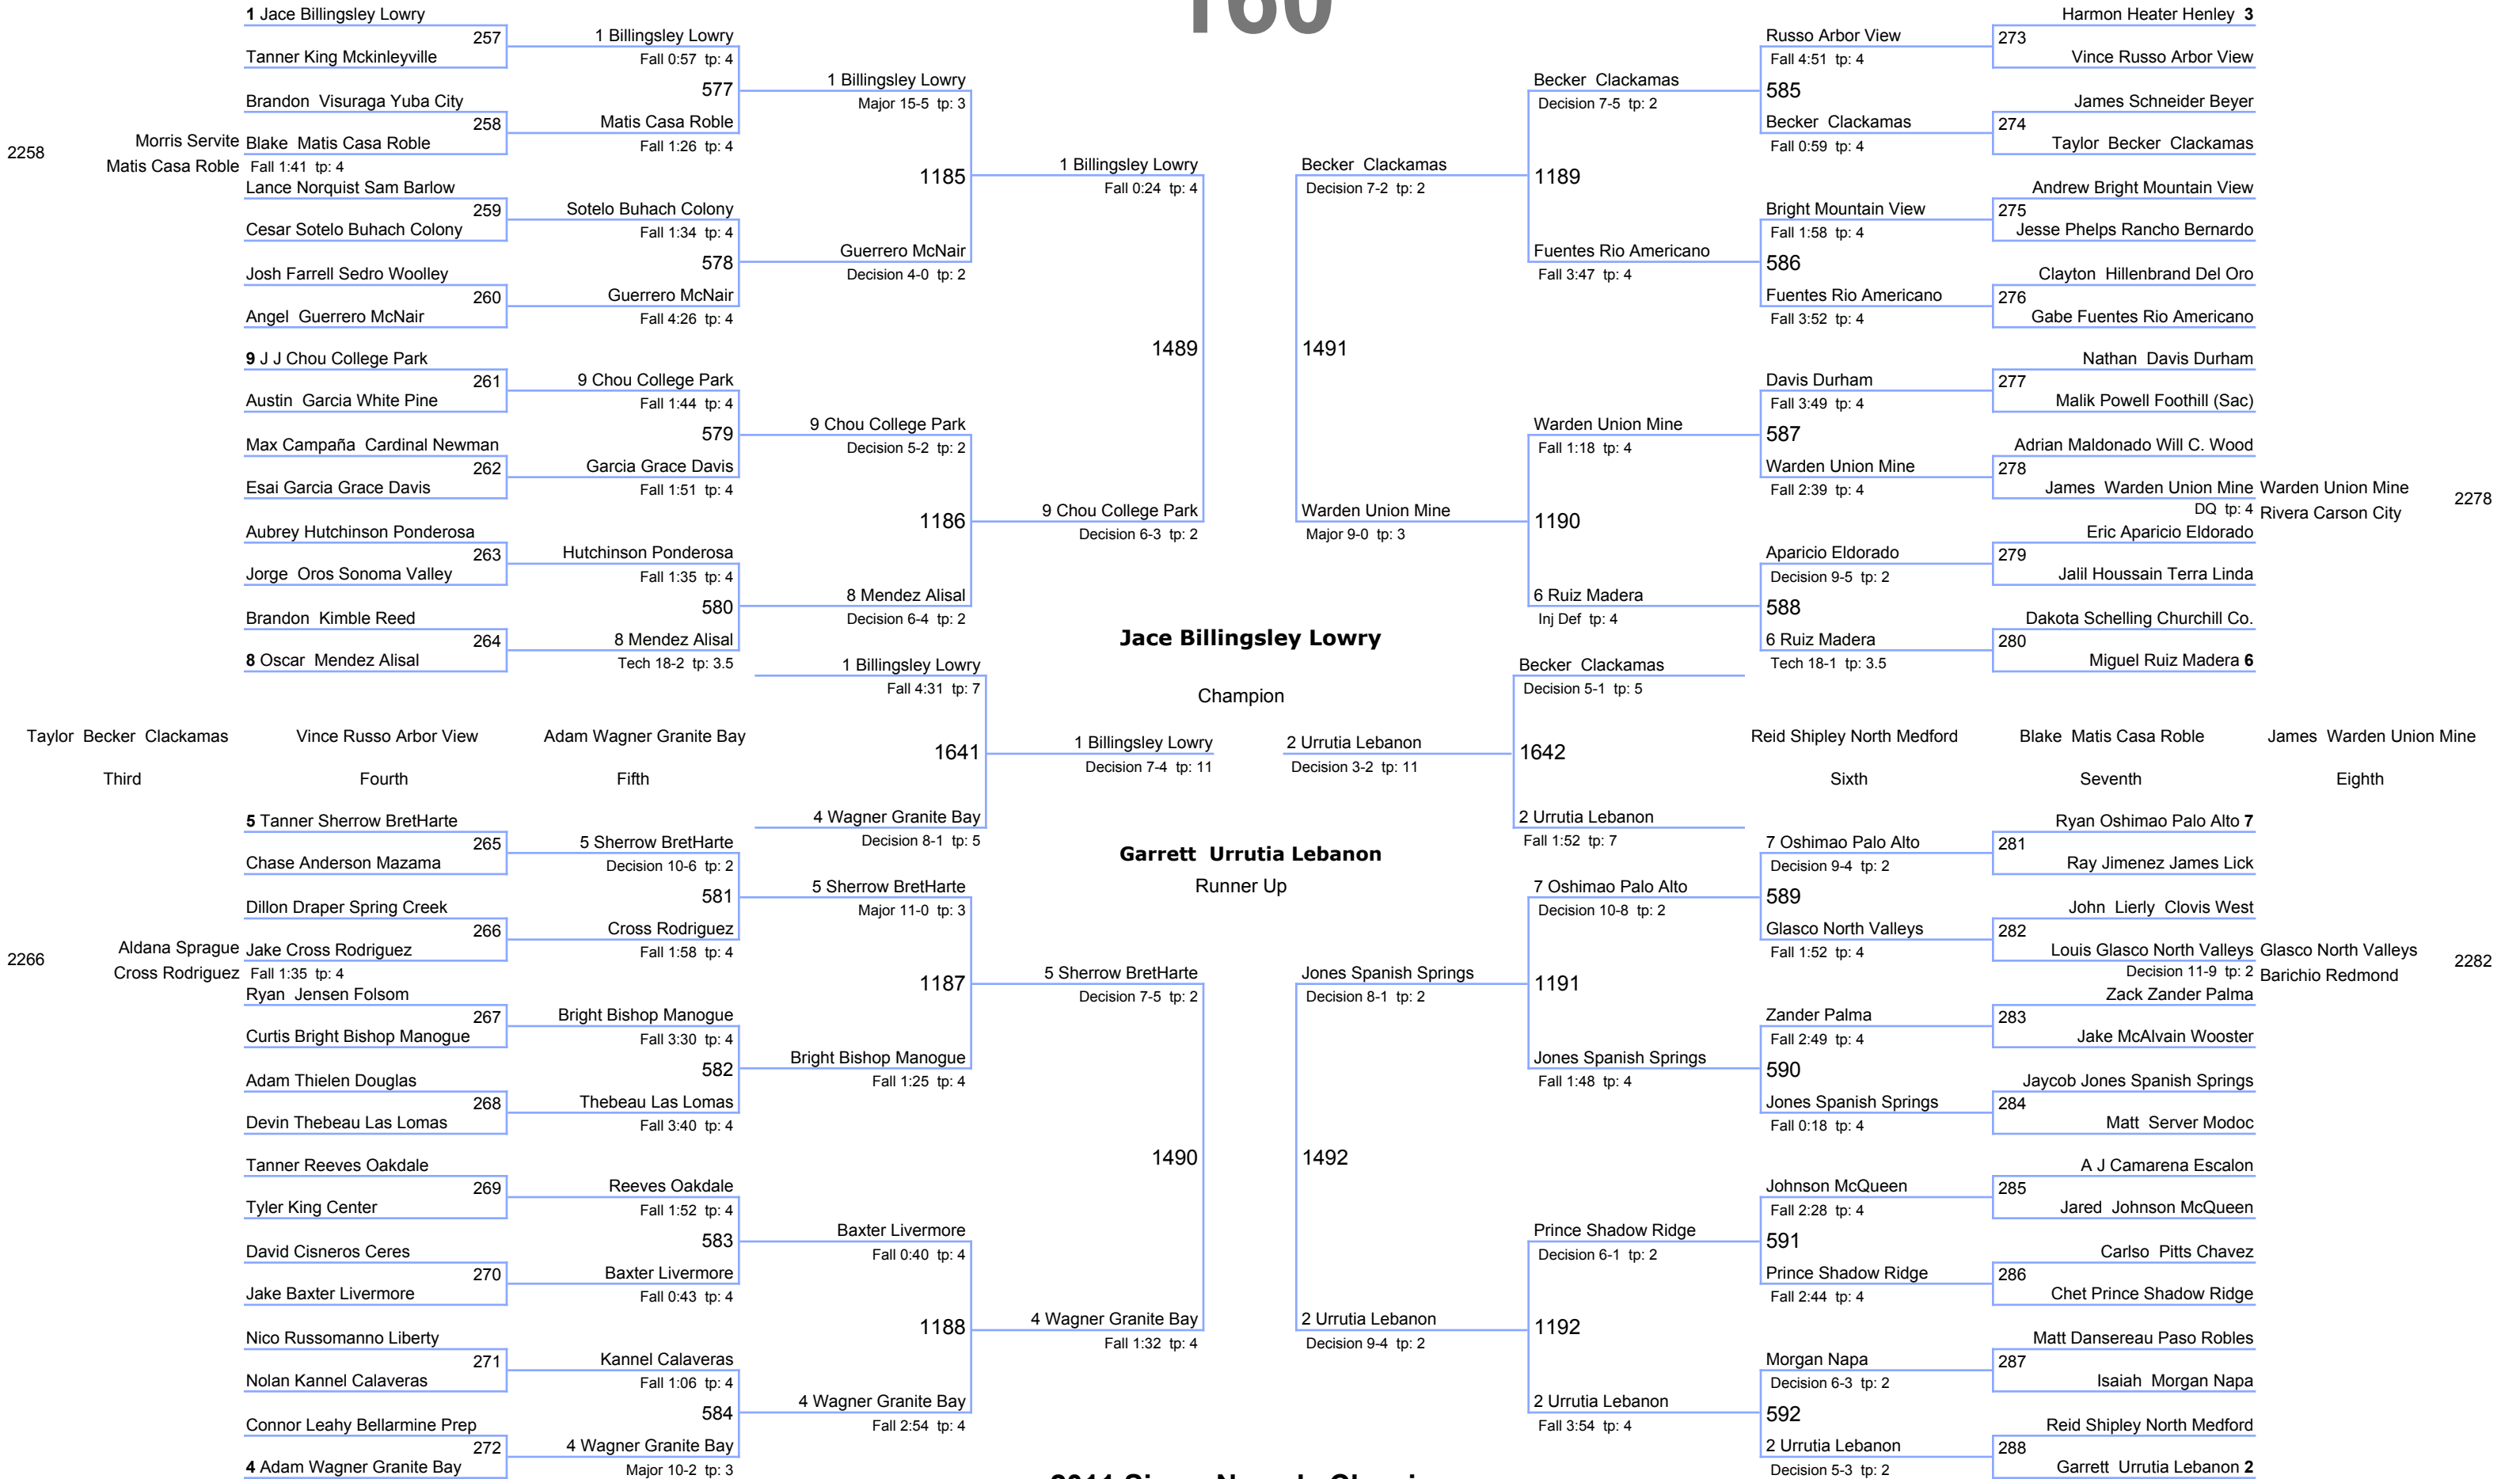 160
1 Jace Billingsley Lowry
257
Tanner King Mckinleyville
Brandon Visuraga Yuba City
258
2258
Morris Servite
Matis Casa Roble
Blake Matis Casa Roble
Fall 1:41 tp: 4
Lance Norquist Sam Barlow
259
Cesar Sotelo Buhach Colony
Josh Farrell Sedro Woolley
260
Angel Guerrero McNair
9 J J Chou College Park
261
Austin Garcia White Pine
Max Campaña Cardinal Newman
262
Esai Garcia Grace Davis
Aubrey Hutchinson Ponderosa
263
Jorge Oros Sonoma Valley
Brandon Kimble Reed
264
8 Oscar Mendez Alisal
1 Billingsley Lowry
Fall 0:57 tp: 4
577
Matis Casa Roble
Fall 1:26 tp: 4
Sotelo Buhach Colony
Fall 1:34 tp: 4
578
Guerrero McNair
Fall 4:26 tp: 4
9 Chou College Park
Fall 1:44 tp: 4
579
Garcia Grace Davis
Fall 1:51 tp: 4
Hutchinson Ponderosa
Fall 1:35 tp: 4
580
8 Mendez Alisal
Tech 18-2 tp: 3.5
1 Billingsley Lowry
Major 15-5 tp: 3
1185
Guerrero McNair
Decision 4-0 tp: 2
9 Chou College Park
Decision 5-2 tp: 2
1186
8 Mendez Alisal
Decision 6-4 tp: 2
1 Billingsley Lowry
Fall 0:24 tp: 4
1489
9 Chou College Park
Decision 6-3 tp: 2
Becker Clackamas
Decision 7-2 tp: 2
1491
Warden Union Mine
Major 9-0 tp: 3
Becker Clackamas
Decision 7-5 tp: 2
1189
Fuentes Rio Americano
Fall 3:47 tp: 4
Warden Union Mine
Fall 1:18 tp: 4
1190
6 Ruiz Madera
Inj Def tp: 4
Russo Arbor View
Fall 4:51 tp: 4
585
Becker Clackamas
Fall 0:59 tp: 4
Bright Mountain View
Fall 1:58 tp: 4
586
Fuentes Rio Americano
Fall 3:52 tp: 4
Davis Durham
Fall 3:49 tp: 4
587
Warden Union Mine
Fall 2:39 tp: 4
Aparicio Eldorado
Decision 9-5 tp: 2
588
6 Ruiz Madera
Tech 18-1 tp: 3.5
Harmon Heater Henley 3
273
Vince Russo Arbor View
James Schneider Beyer
274
Taylor Becker Clackamas
Andrew Bright Mountain View
275
Jesse Phelps Rancho Bernardo
Clayton Hillenbrand Del Oro
276
Gabe Fuentes Rio Americano
Nathan Davis Durham
277
Malik Powell Foothill (Sac)
Adrian Maldonado Will C. Wood
278
James Warden Union Mine
DQ tp: 4
Warden Union Mine
Rivera Carson City
2278
Eric Aparicio Eldorado
279
Jalil Houssain Terra Linda
Dakota Schelling Churchill Co.
280
Miguel Ruiz Madera 6
Jace Billingsley Lowry
Champion
1 Billingsley Lowry
Fall 4:31 tp: 7
1641
4 Wagner Granite Bay
Decision 8-1 tp: 5
1 Billingsley Lowry
Decision 7-4 tp: 11
2 Urrutia Lebanon
Decision 3-2 tp: 11
Becker Clackamas
Decision 5-1 tp: 5
1642
2 Urrutia Lebanon
Fall 1:52 tp: 7
Garrett Urrutia Lebanon
Runner Up
Taylor Becker Clackamas
Third
Vince Russo Arbor View
Fourth
Adam Wagner Granite Bay
Fifth
Reid Shipley North Medford
Sixth
Blake Matis Casa Roble
Seventh
James Warden Union Mine
Eighth
5 Tanner Sherrow BretHarte
265
Chase Anderson Mazama
Dillon Draper Spring Creek
266
2266
Aldana Sprague
Cross Rodriguez
Jake Cross Rodriguez
Fall 1:35 tp: 4
Ryan Jensen Folsom
267
Curtis Bright Bishop Manogue
Adam Thielen Douglas
268
Devin Thebeau Las Lomas
Tanner Reeves Oakdale
269
Tyler King Center
David Cisneros Ceres
270
Jake Baxter Livermore
Nico Russomanno Liberty
271
Nolan Kannel Calaveras
Connor Leahy Bellarmine Prep
272
4 Adam Wagner Granite Bay
5 Sherrow BretHarte
Decision 10-6 tp: 2
581
Cross Rodriguez
Fall 1:58 tp: 4
Bright Bishop Manogue
Fall 3:30 tp: 4
582
Thebeau Las Lomas
Fall 3:40 tp: 4
Reeves Oakdale
Fall 1:52 tp: 4
583
Baxter Livermore
Fall 0:43 tp: 4
Kannel Calaveras
Fall 1:06 tp: 4
584
4 Wagner Granite Bay
Major 10-2 tp: 3
5 Sherrow BretHarte
Major 11-0 tp: 3
1187
Bright Bishop Manogue
Fall 1:25 tp: 4
Baxter Livermore
Fall 0:40 tp: 4
1188
4 Wagner Granite Bay
Fall 2:54 tp: 4
5 Sherrow BretHarte
Decision 7-5 tp: 2
1490
4 Wagner Granite Bay
Fall 1:32 tp: 4
Jones Spanish Springs
Decision 8-1 tp: 2
1492
2 Urrutia Lebanon
Decision 9-4 tp: 2
7 Oshimao Palo Alto
Decision 10-8 tp: 2
1191
Jones Spanish Springs
Fall 1:48 tp: 4
Prince Shadow Ridge
Decision 6-1 tp: 2
1192
2 Urrutia Lebanon
Fall 3:54 tp: 4
7 Oshimao Palo Alto
Decision 9-4 tp: 2
589
Glasco North Valleys
Fall 1:52 tp: 4
Zander Palma
Fall 2:49 tp: 4
590
Jones Spanish Springs
Fall 0:18 tp: 4
Johnson McQueen
Fall 2:28 tp: 4
591
Prince Shadow Ridge
Fall 2:44 tp: 4
Morgan Napa
Decision 6-3 tp: 2
592
2 Urrutia Lebanon
Decision 5-3 tp: 2
Ryan Oshimao Palo Alto 7
281
Ray Jimenez James Lick
John Lierly Clovis West
282
Louis Glasco North Valleys
Decision 11-9 tp: 2
Glasco North Valleys
Barichio Redmond
2282
Zack Zander Palma
283
Jake McAlvain Wooster
Jaycob Jones Spanish Springs
284
Matt Server Modoc
A J Camarena Escalon
285
Jared Johnson McQueen
Carlso Pitts Chavez
286
Chet Prince Shadow Ridge
Matt Dansereau Paso Robles
287
Isaiah Morgan Napa
Reid Shipley North Medford
288
Garrett Urrutia Lebanon 2